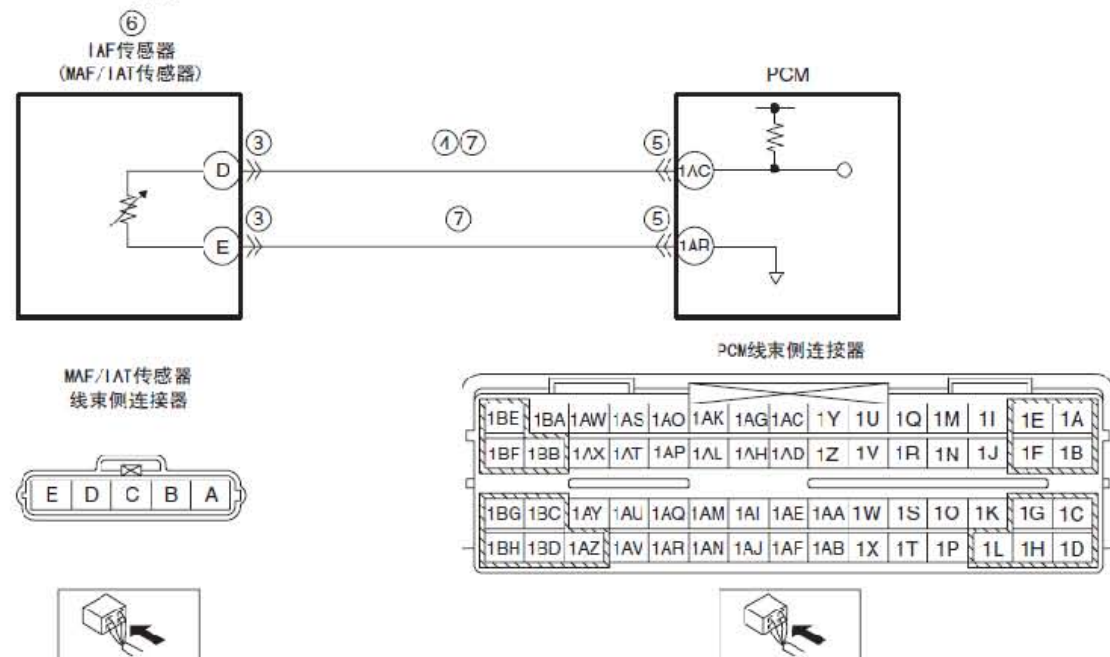 ⑥
IAF传感器
(MAF/IAT传感器)
PCM
③
④⑦
⑤
D
1AC
③
⑦
⑤
E
1AR
MAF/IAT传感器
线束侧连接器
PCM线束侧连接器
1BE 1BA 1AW 1AS 1AO 1AK 1AG 1AC 1Y 1U 1Q 1M 1I 1E 1A
1BF 1BB 1AX 1AT 1AP 1AL 1AH 1AD 1Z 1V 1R 1N 1J 1F 1B
E D C B A
1BG 1BC 1AY 1AU 1AQ 1AM 1AI 1AE 1AA 1W 1S 1O 1K 1G 1C
1BH 1BD 1AZ 1AV 1AR 1AN 1AJ 1AF 1AB 1X 1T 1P 1L 1H 1D